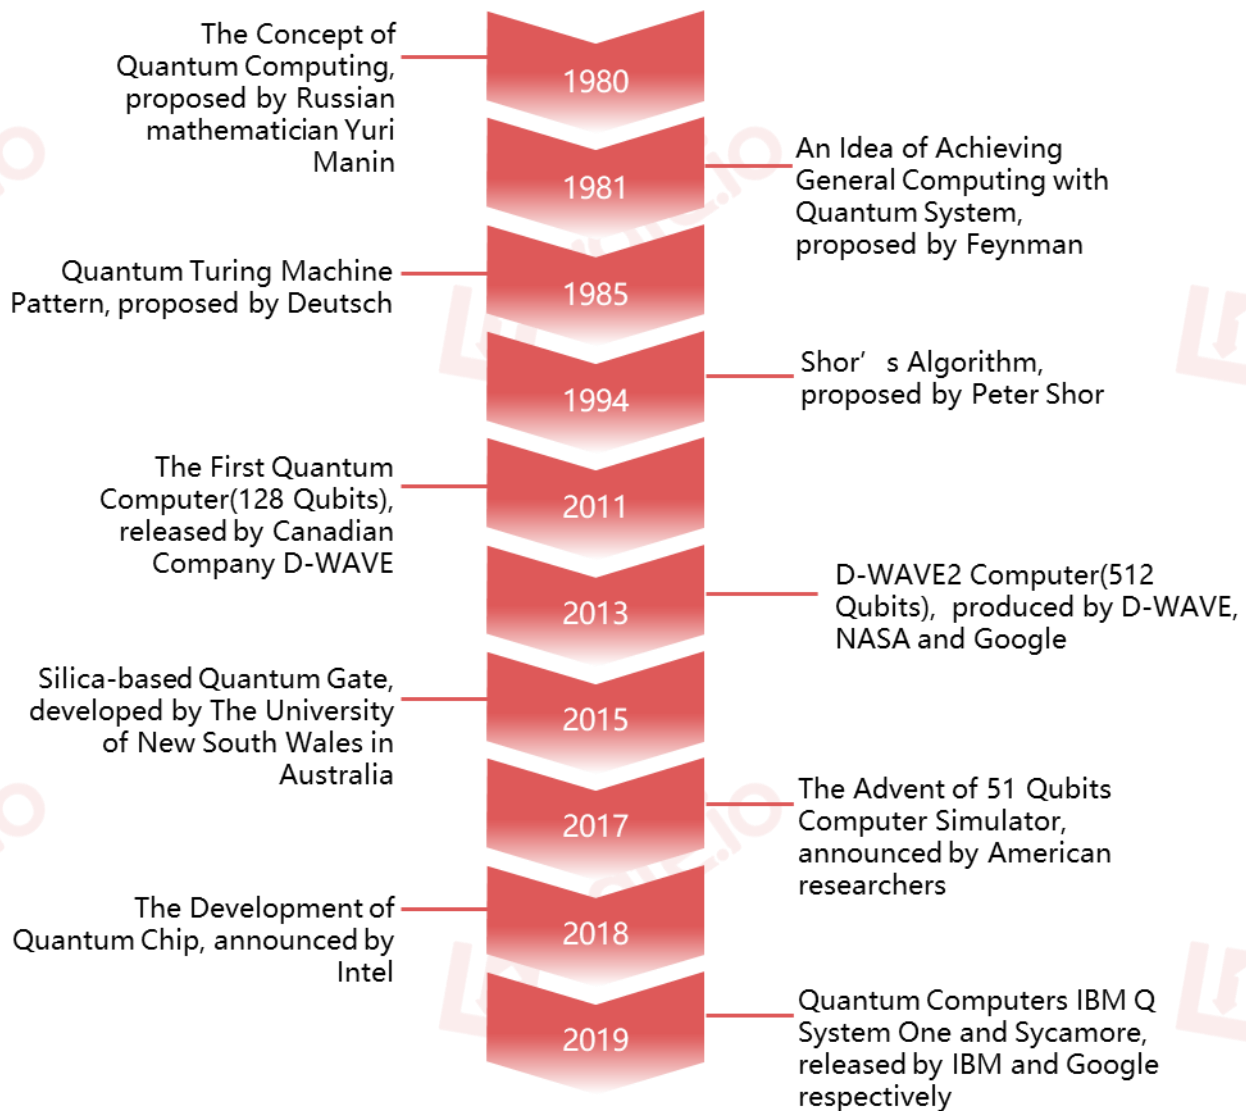 The Concept of
Quantum Computing,
proposed by Russian
mathematician Yuri
Manin
1980
1981
An Idea of Achieving
General Computing with
Quantum System,
proposed by Feynman
Quantum Turing Machine
Pattern, proposed by Deutsch
1985
1994
Shor’s Algorithm,
proposed by Peter Shor
The First Quantum
Computer(128 Qubits),
released by Canadian
Company D-WAVE
2011
2013
D-WAVE2 Computer(512
Qubits), produced by D-WAVE,
NASA and Google
Silica-based Quantum Gate,
developed by The University
of New South Wales in
Australia
2015
2017
The Advent of 51 Qubits
Computer Simulator,
announced by American
researchers
The Development of
Quantum Chip, announced by
Intel
2018
2019
Quantum Computers IBM Q
System One and Sycamore,
released by IBM and Google
respectively